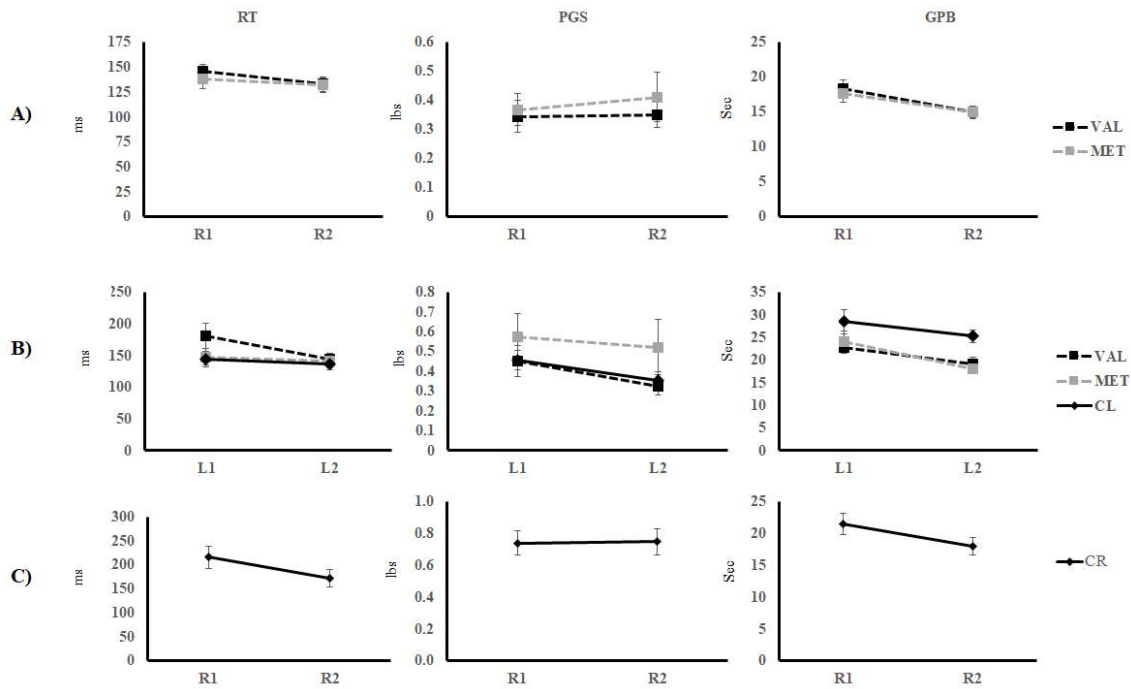 RT PGS GPB
A)
ms
175
150
125
100
75
50
25
0
R1 R2
lbs
0.6
0.5
0.4
0.3
0.2
0.1
0
R1 R2
Sec
25
20
15
10
5
0
R1 R2
VAL
MET
B)
ms
250
200
150
100
50
0
L1 L2
lbs
0.8
0.7
0.6
0.5
0.4
0.3
0.2
0.1
0
L1 L2
Sec
35
30
25
20
15
10
5
0
L1 L2
VAL
MET
CL
C)
ms
300
250
200
150
100
50
0
R1 R2
lbs
1.0
0.8
0.6
0.4
0.2
0.0
R1 R2
Sec
25
20
15
10
5
0
R1 R2
CR